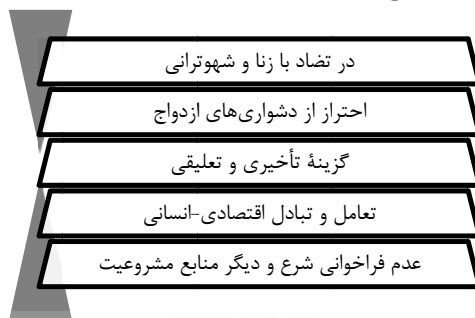 در تضاد با زنا و شهوترانی
احتراز از دشواری‌های ازدواج
گزینهٔ تأخیری و تعلیقی
تعامل و تبادل اقتصادی-انسانی
عدم فراخوانی شرع و دیگر منابع مشروعیت